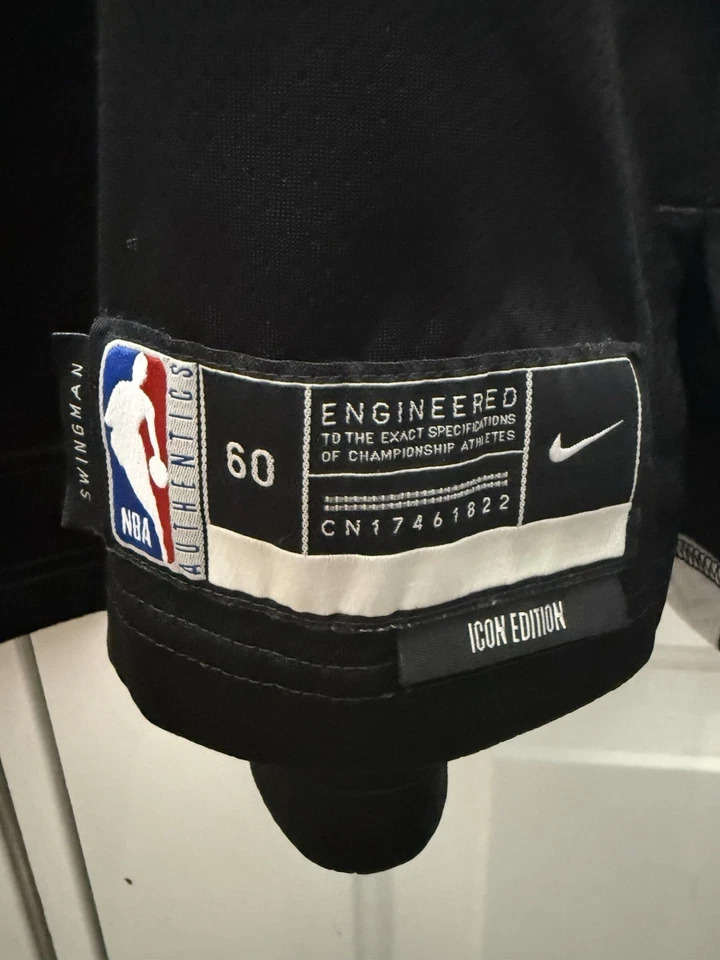 SWINGMAN
NBA
AUTHENTICS
60
ENGINEERED
TO THE EXACT SPECIFICATIONS
OF CHAMPIONSHIP ATHLETES
CN17461822
ICON EDITION